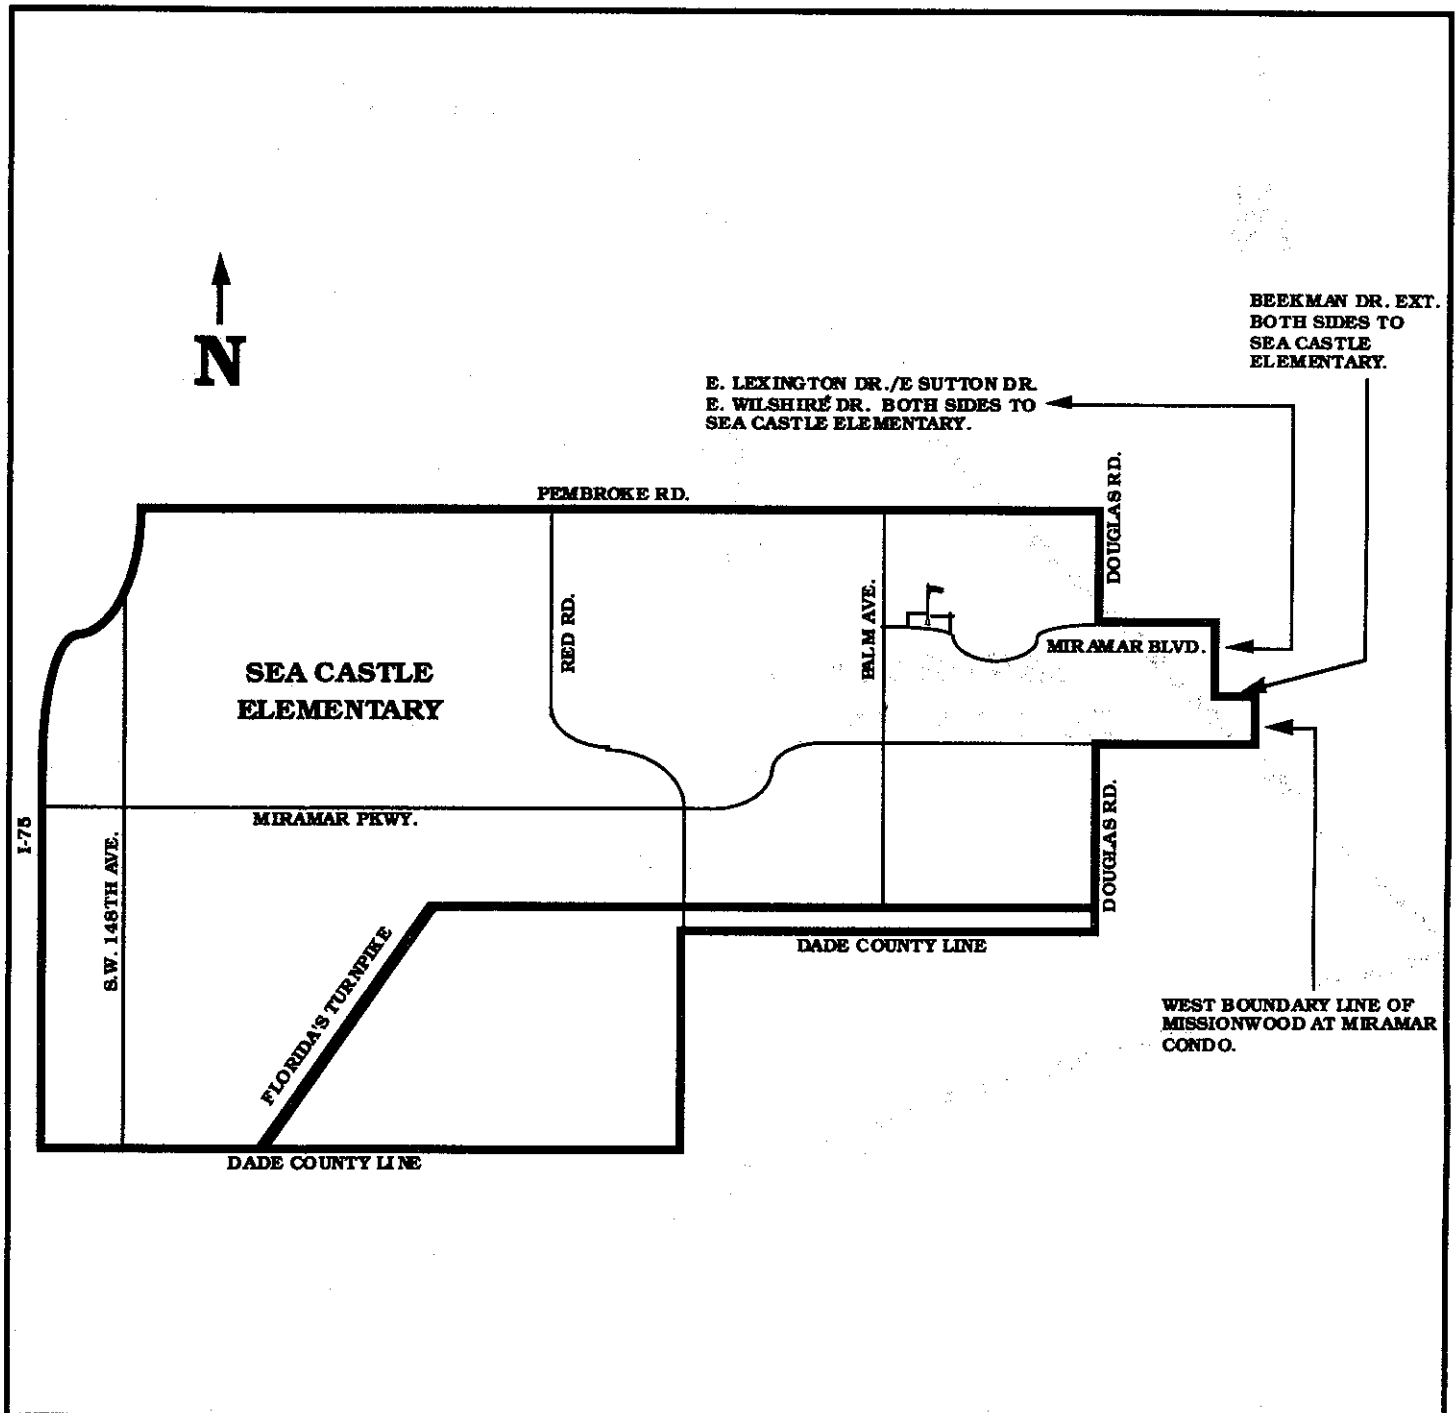 BEEKMAN DR. EXT.
BOTH SIDES TO
SEA CASTLE
ELEMENTARY.
N
E. LEXINGTON DR./E SUTTON DR.
E. WILSHIRE DR. BOTH SIDES TO
SEA CASTLE ELEMENTARY.
PEMBROKE RD.
DOUGLAS RD.
RED RD.
PALM AVE.
MIRAMAR BLVD.
SEA CASTLE
ELEMENTARY
MIRAMAR PKWY.
I-75
S.W. 148TH AVE.
DOUGLAS RD.
FLORIDA'S TURNPIKE
DADE COUNTY LINE
WEST BOUNDARY LINE OF
MISSIONWOOD AT MIRAMAR
CONDO.
DADE COUNTY LINE